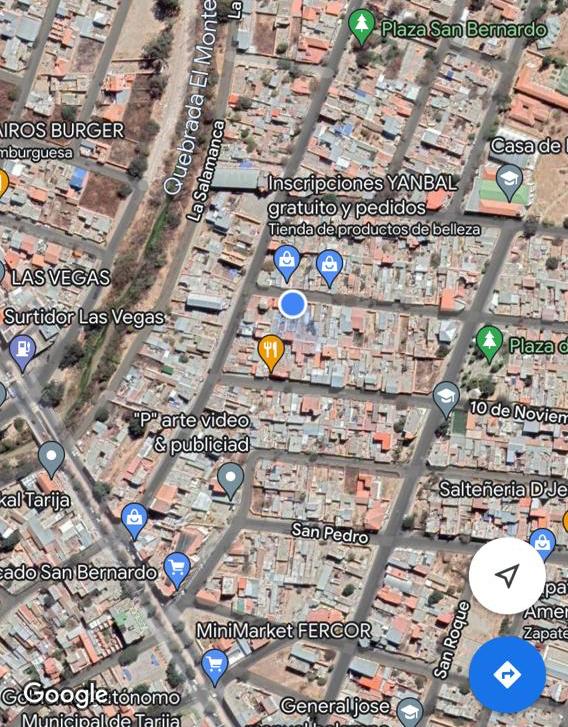 La
Plaza San Bernardo
Quebrada El Monte
AIROS BURGER
mburguesa
Casa de
La Salamanca
Inscripciones YANBAL
gratuito y pedidos
Tienda de productos de belleza
LAS VEGAS
Surtidor Las Vegas
Plaza d
10 de Noviem
"P" arte video
& publiciad
kal Tarija
Salteñeria D'Je
San Pedro
cado San Bernardo
Zapate
San Roque
MiniMarket FERCOR
Google
tónomo
Municipal de Tarija
General jose